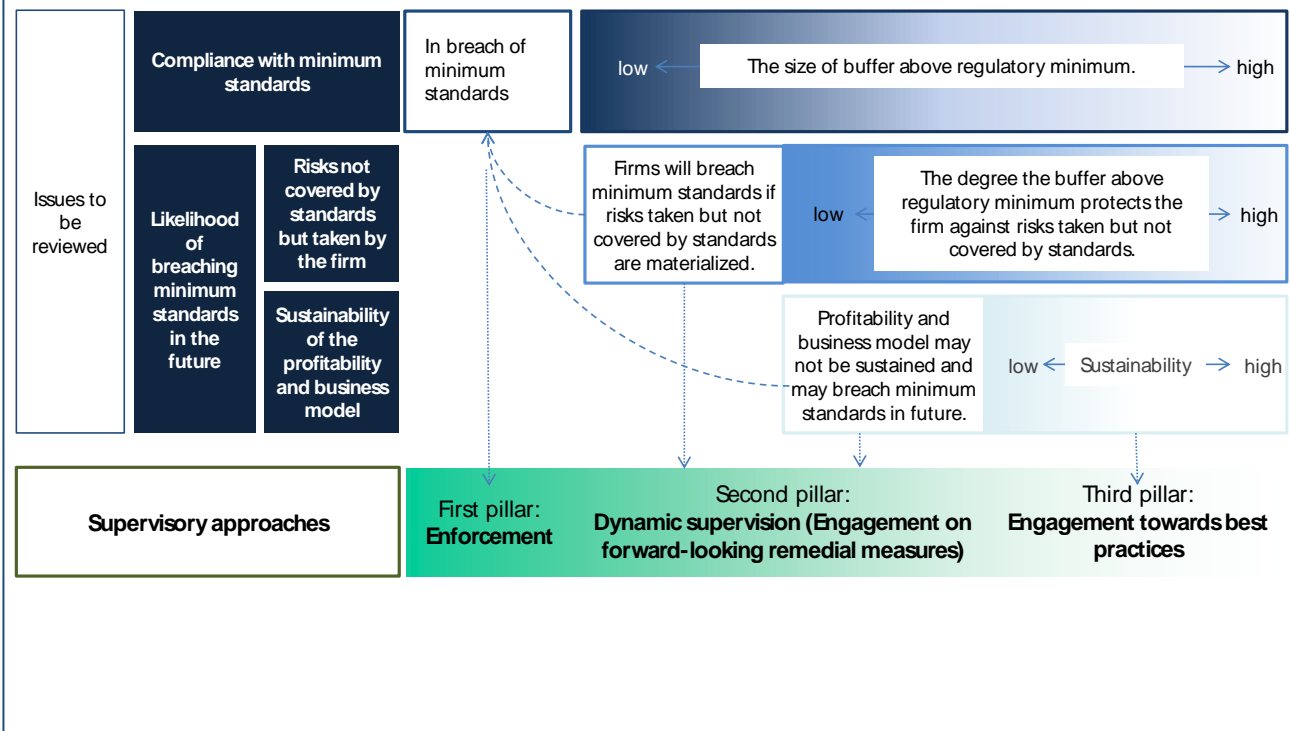 Issues to
be
reviewed
Compliance with minimum
standards
In breach of
minimum
standards
low
The size of buffer above regulatory minimum.
high
Likelihood
of
breaching
minimum
standards
in the
future
Risks not
covered by
standards
but taken by
the firm
Firms will breach
minimum standards if
risks taken but not
covered by standards
are materialized.
low
The degree the buffer above
regulatory minimum protects the
firm against risks taken but not
covered by standards.
high
Sustainability
of the
profitability
and business
model
Profitability and
business model may
not be sustained and
may breach minimum
standards in future.
low
Sustainability
high
Supervisory approaches
First pillar:
Enforcement
Second pillar:
Dynamic supervision (Engagement on
forward-looking remedial measures)
Third pillar:
Engagement towards best
practices